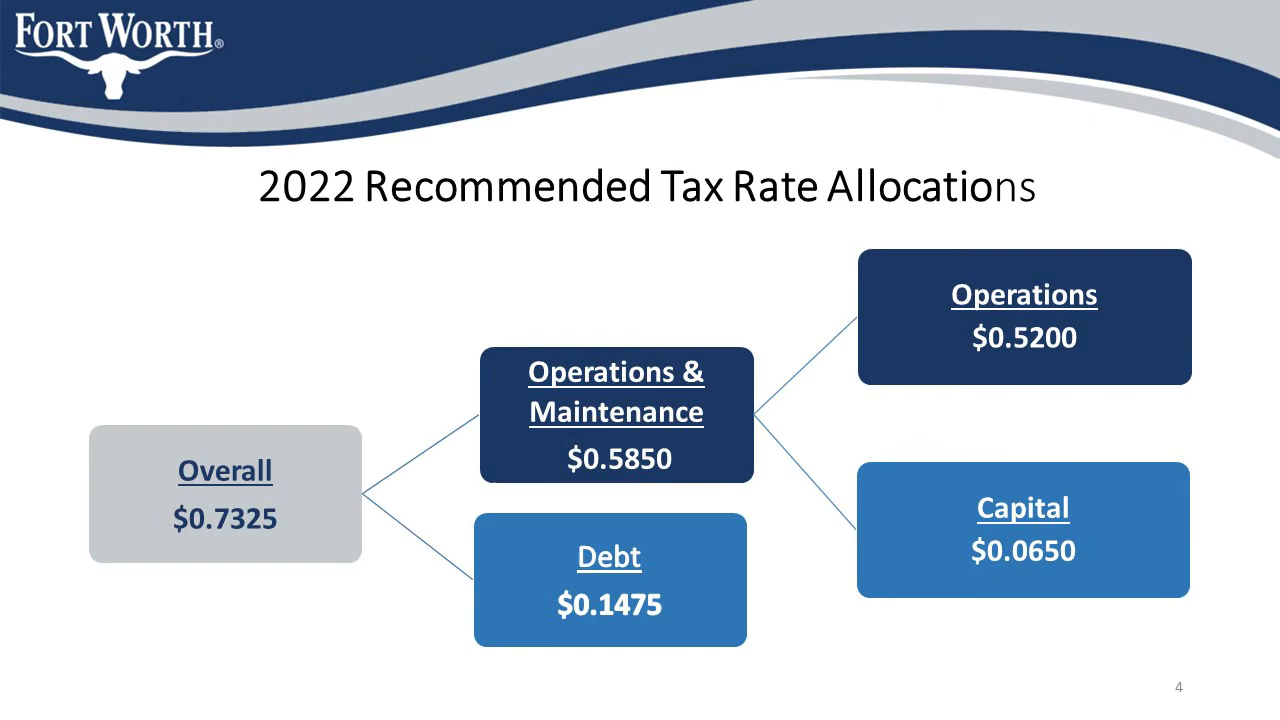 FORT WORTH®
2022 Recommended Tax Rate Allocations
Overall
$0.7325
Operations &
Maintenance
$0.5850
Debt
$0.1475
Operations
$0.5200
Capital
$0.0650
4